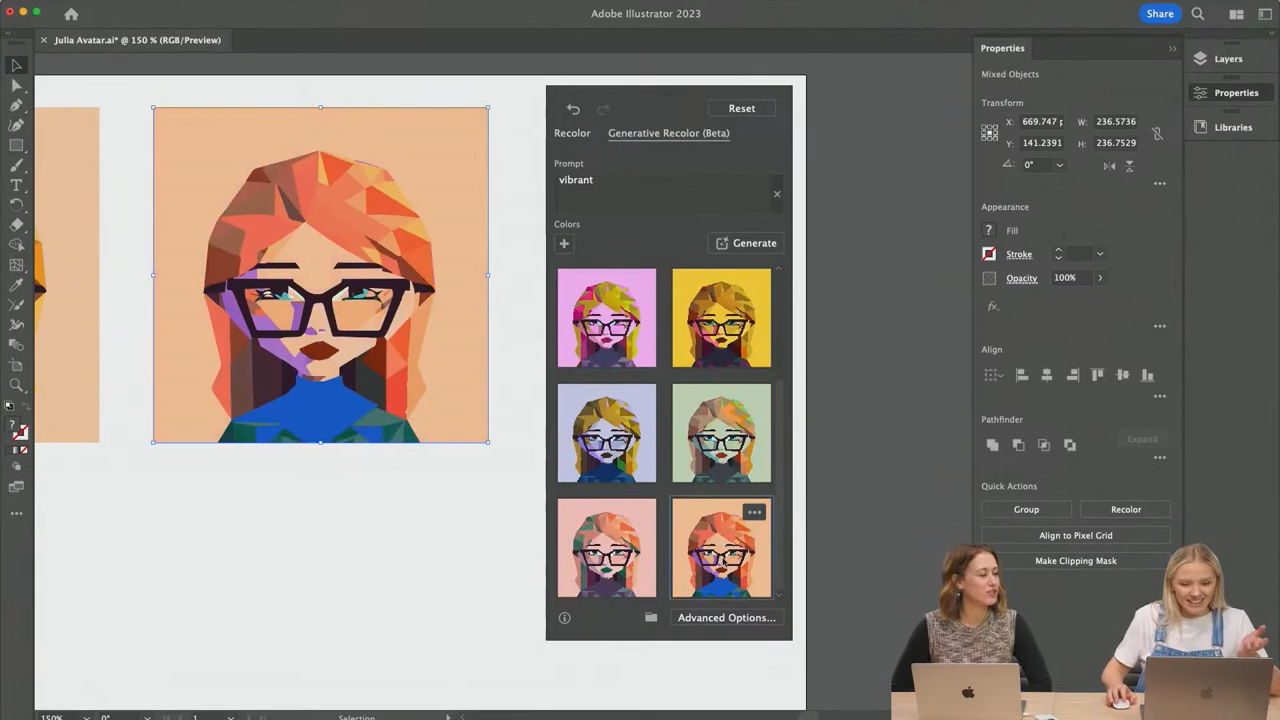 Adobe Illustrator 2023
Share
Julia Avatar.ai* @ 150 % (RGB/Preview)
Properties
Layers
Mixed Objects
Properties
Transform
Libraries
X: 669.747 p W: 236.5736
Y: 141.2391 H: 236.7529
0°
Reset
Recolor Generative Recolor (Beta)
Prompt
vibrant
Colors
Generate
Appearance
? Fill
Stroke
Opacity 100%
fx.
Align
Pathfinder
Expand
Quick Actions
Group Recolor
Align to Pixel Grid
Make Clipping Mask
Advanced Options...
T
?
150% 0° 1 Selection